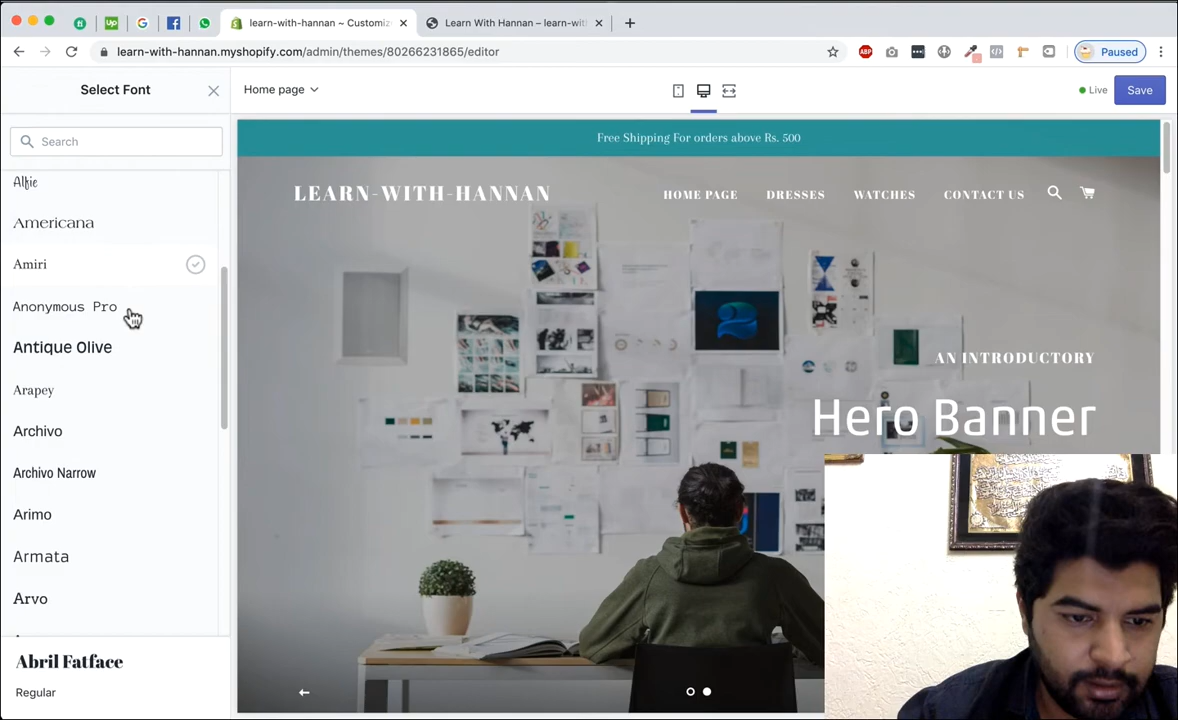 learn-with-hannan ~ Customiz
Learn With Hannan – learn-wit
learn-with-hannan.myshopify.com/admin/themes/80266231865/editor
Paused
Select Font
Home page
Live
Save
Search
Alfie
Americana
Amiri
Anonymous Pro
Antique Olive
Arapey
Archivo
Archivo Narrow
Arimo
Armata
Arvo
Abril Fatface
Regular
Free Shipping For orders above Rs. 500
LEARN-WITH-HANNAN
HOME PAGE
DRESSES
WATCHES
CONTACT US
AN INTRODUCTORY
Hero Banner